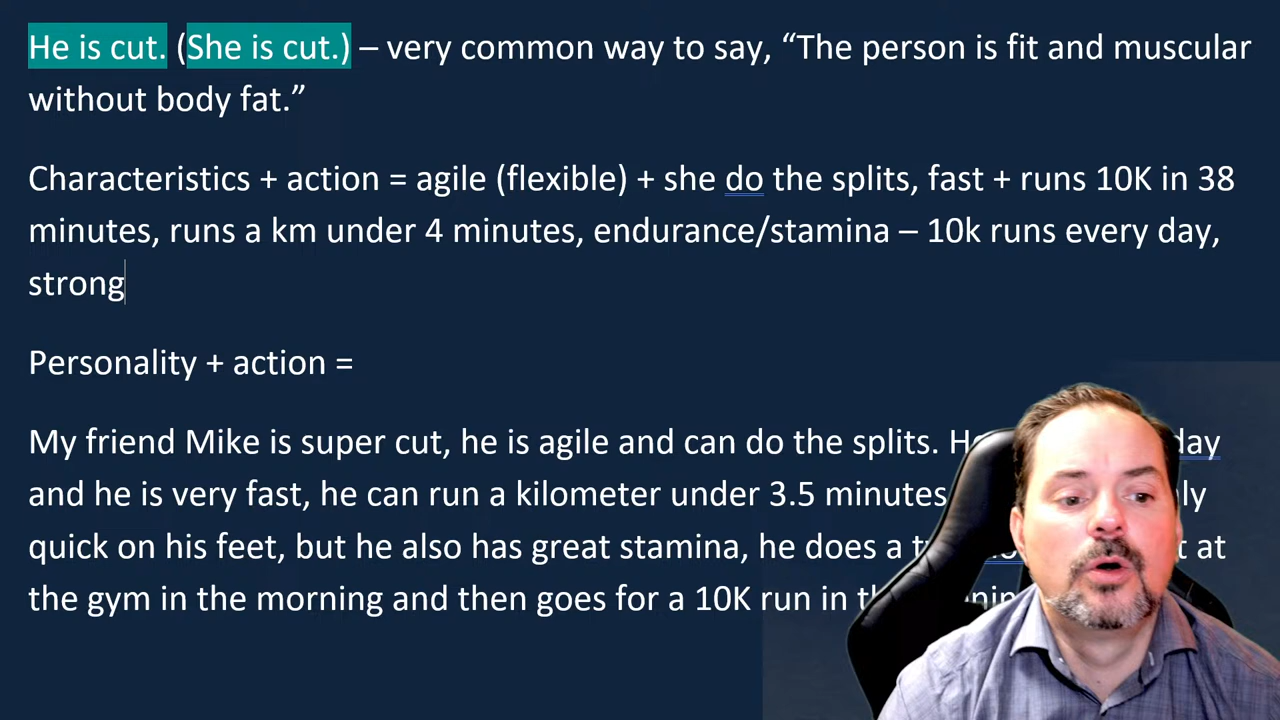 He is cut. (She is cut.) – very common way to say, “The person is fit and muscular
without body fat.”
Characteristics + action = agile (flexible) + she do the splits, fast + runs 10K in 38
minutes, runs a km under 4 minutes, endurance/stamina – 10k runs every day,
strong
Personality + action =
My friend Mike is super cut, he is agile and can do the splits. day
and he is very fast, he can run a kilometer under 3.5 minutes
quick on his feet, but he also has great stamina, he does a at
the gym in the morning and then goes for a 10K run in